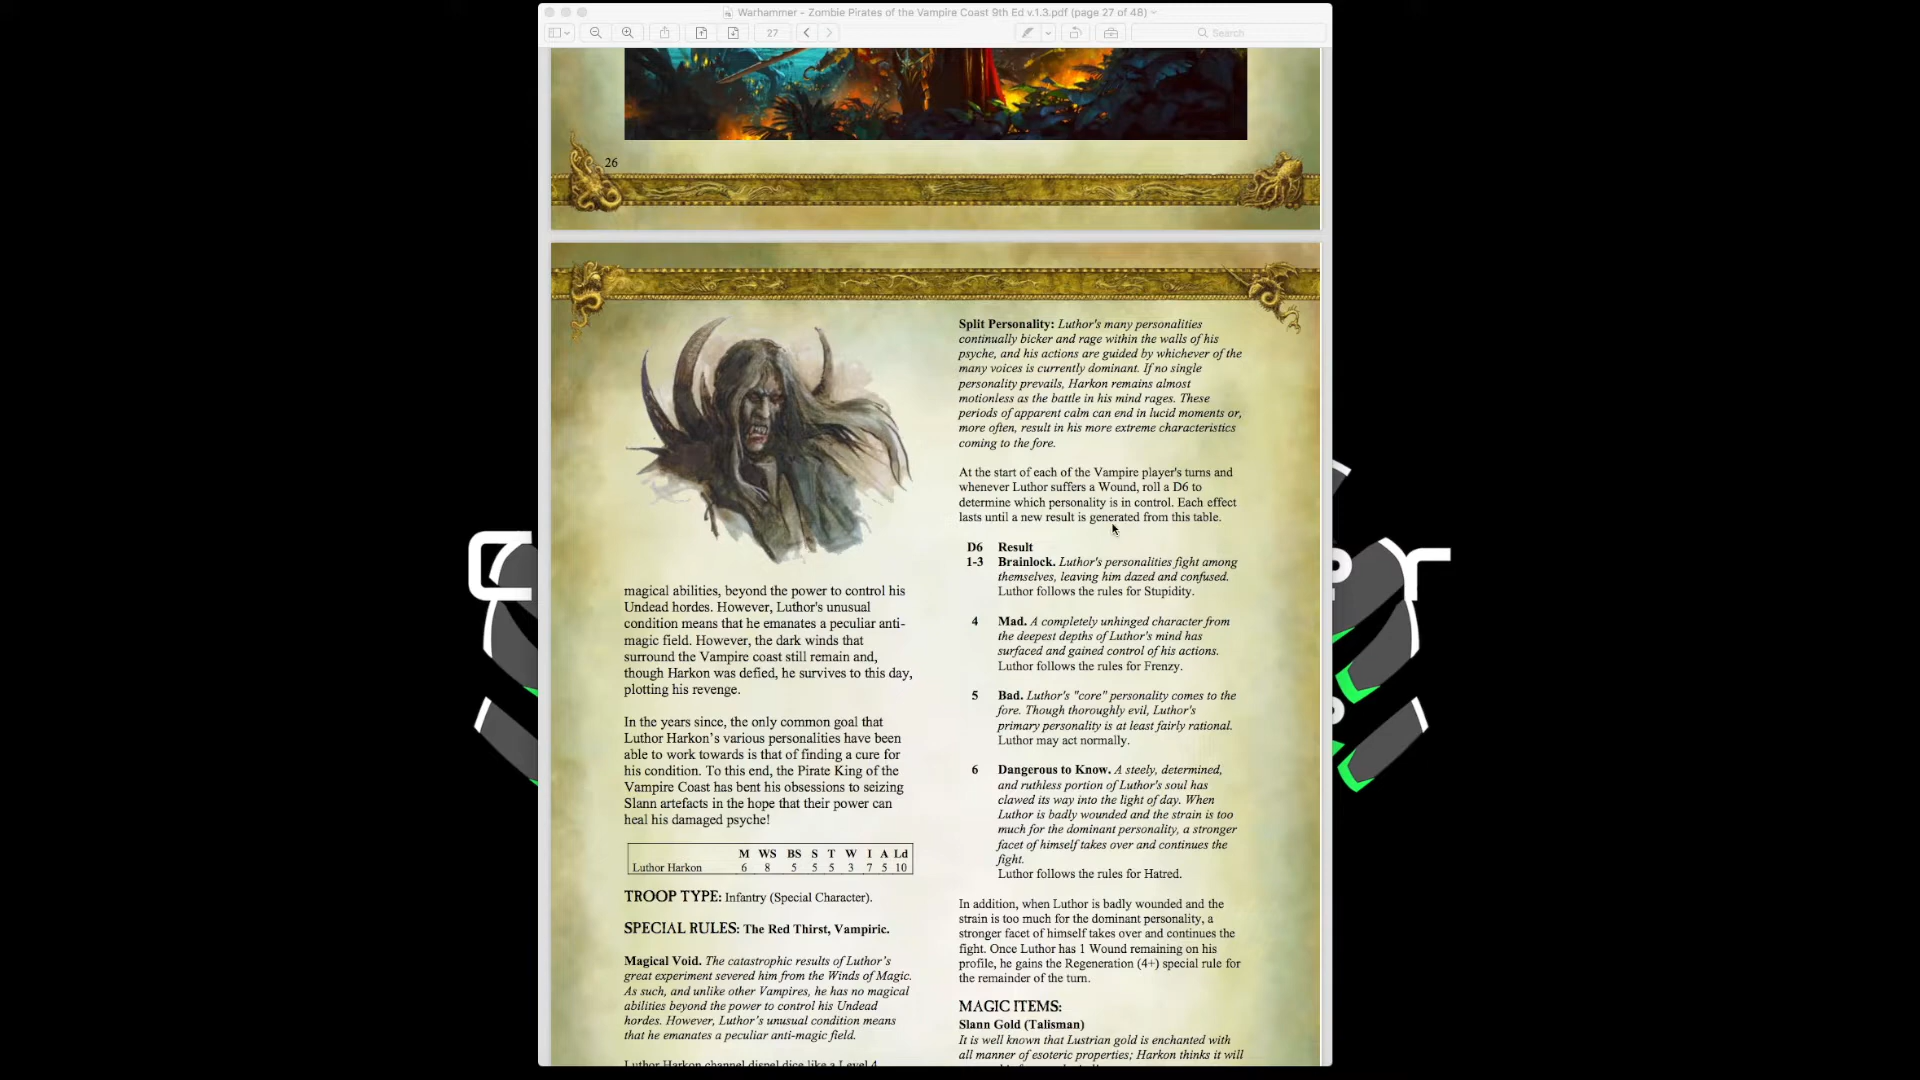 Warhammer - Zombie Pirates of the Vampire Coast 9th Ed v.1.3.pdf (page 27 of 48)
27
Search
26
magical abilities, beyond the power to control his
Undead hordes. However, Luthor's unusual
condition means that he emanates a peculiar anti-
magic field. However, the dark winds that
surround the Vampire coast still remain and,
though Harkon was defied, he survives to this day,
plotting his revenge.
In the years since, the only common goal that
Luthor Harkon's various personalities have been
able to work towards is that of finding a cure for
his condition. To this end, the Pirate King of the
Vampire Coast has bent his obsessions to seizing
Slann artefacts in the hope that their power can
heal his damaged psyche!
M WS BS S T W I A Ld
Luthor Harkon 6 8 5 5 5 3 7 5 10
TROOP TYPE: Infantry (Special Character).
SPECIAL RULES: The Red Thirst, Vampiric.
Magical Void. The catastrophic results of Luthor's
great experiment severed him from the Winds of Magic.
As such, and unlike other Vampires, he has no magical
abilities beyond the power to control his Undead
hordes. However, Luthor's unusual condition means
that he emanates a peculiar anti-magic field.
Luthor Harkon channel dispel dice like a Level 4
Split Personality: Luthor's many personalities
continually bicker and rage within the walls of his
psyche, and his actions are guided by whichever of the
many voices is currently dominant. If no single
personality prevails, Harkon remains almost
motionless as the battle in his mind rages. These
periods of apparent calm can end in lucid moments or,
more often, result in his more extreme characteristics
coming to the fore.
At the start of each of the Vampire player's turns and
whenever Luthor suffers a Wound, roll a D6 to
determine which personality is in control. Each effect
lasts until a new result is generated from this table.
D6 Result
1-3 Brainlock. Luthor's personalities fight among
themselves, leaving him dazed and confused.
Luthor follows the rules for Stupidity.
4 Mad. A completely unhinged character from
the deepest depths of Luthor's mind has
surfaced and gained control of his actions.
Luthor follows the rules for Frenzy.
5 Bad. Luthor's "core" personality comes to the
fore. Though thoroughly evil, Luthor's
primary personality is at least fairly rational.
Luthor may act normally.
6 Dangerous to Know. A steely, determined,
and ruthless portion of Luthor's soul has
clawed its way into the light of day. When
Luthor is badly wounded and the strain is too
much for the dominant personality, a stronger
facet of himself takes over and continues the
fight.
Luthor follows the rules for Hatred.
In addition, when Luthor is badly wounded and the
strain is too much for the dominant personality, a
stronger facet of himself takes over and continues the
fight. Once Luthor has 1 Wound remaining on his
profile, he gains the Regeneration (4+) special rule for
the remainder of the turn.
MAGIC ITEMS:
Slann Gold (Talisman)
It is well known that Lustrian gold is enchanted with
all manner of esoteric properties; Harkon thinks it will